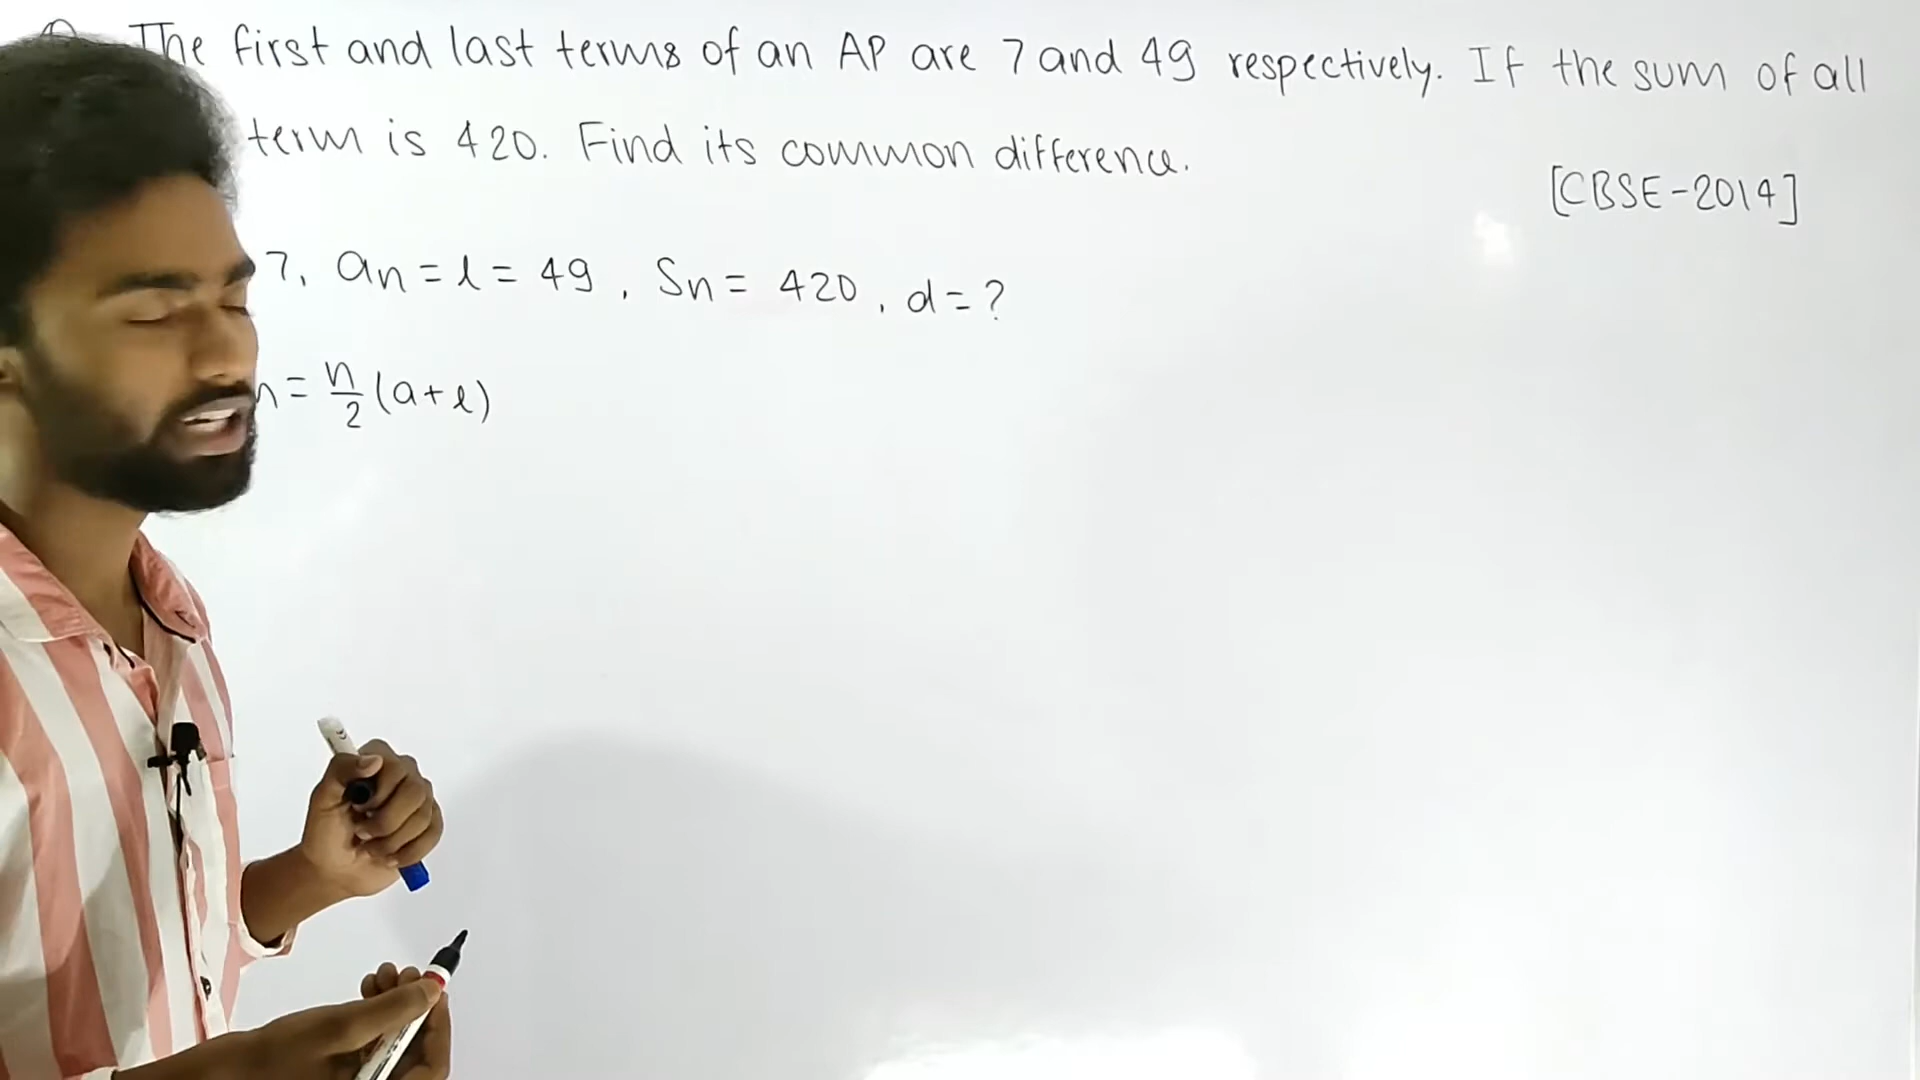 The first and last terms of an AP are 7 and 49 respectively. If the sum of all
term is 420. Find its common difference.
[CBSE-2014]
7, an = l = 49, Sn = 420, d = ?
n = n/2 (a+l)